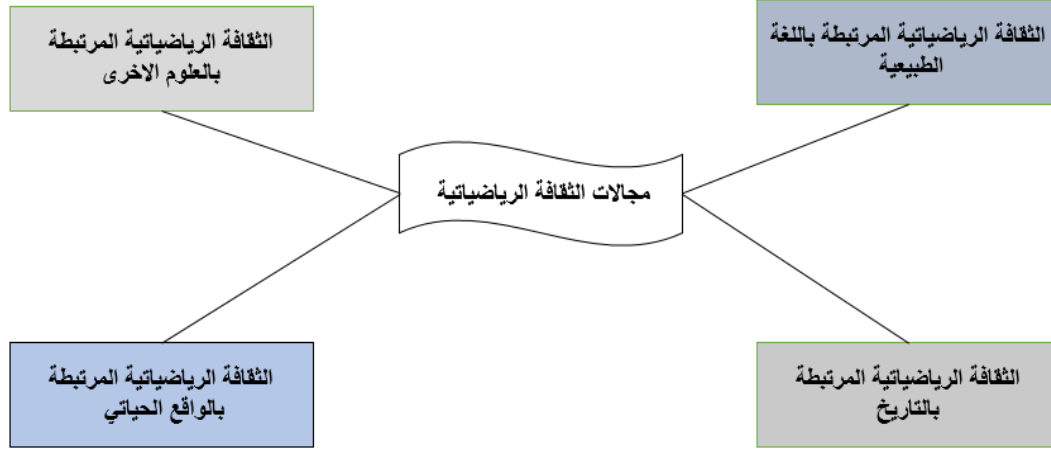 الثقافة الرياضياتية المرتبطة باللغة
الطبيعية
الثقافة الرياضياتية المرتبطة
بالعلوم الاخرى
مجالات الثقافة الرياضياتية
الثقافة الرياضياتية المرتبطة
بالتاريخ
الثقافة الرياضياتية المرتبطة
بالواقع الحياتي